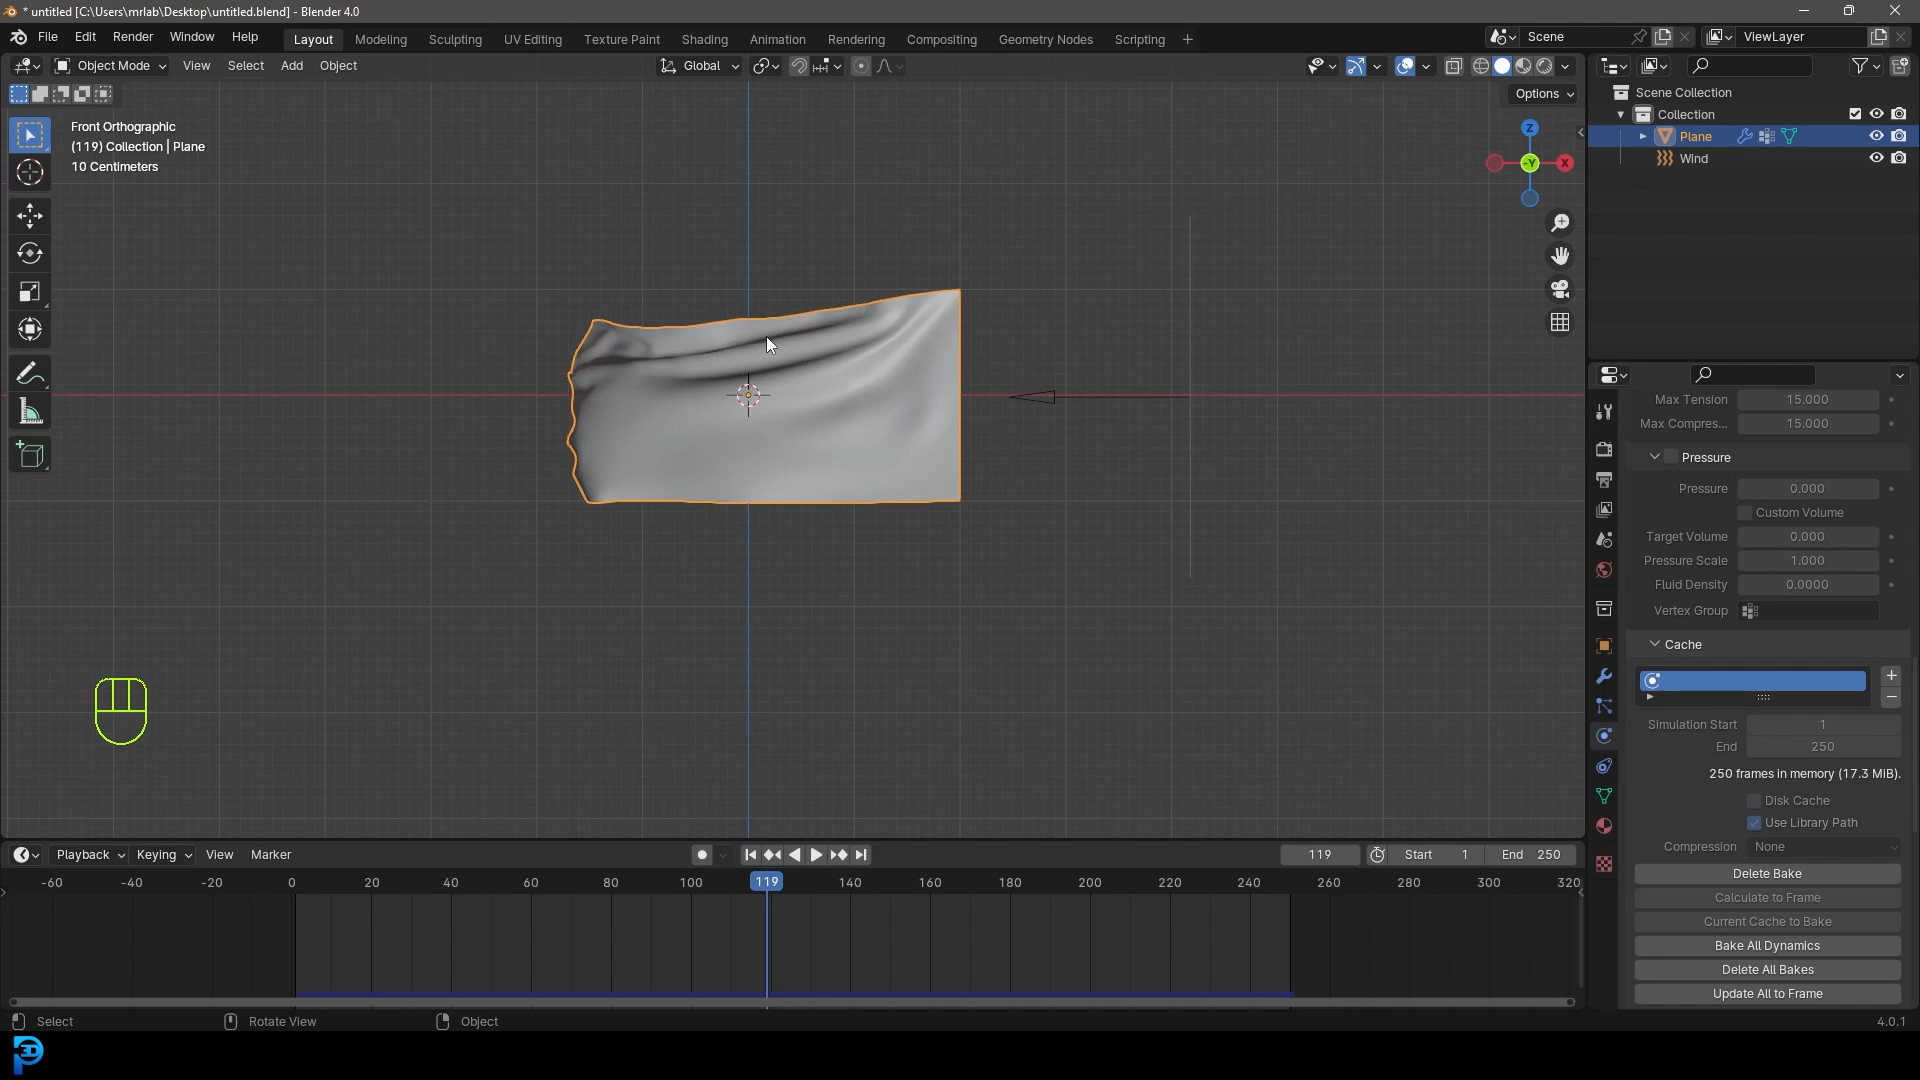 * untitled [C:\Users\mrlab\Desktop\untitled.blend] - Blender 4.0
File Edit Render Window Help Layout Modeling Sculpting UV Editing Texture Paint Shading Animation Rendering Compositing Geometry Nodes Scripting + Scene ViewLayer
Object Mode View Select Add Object Global
Options
Front Orthographic
(119) Collection | Plane
10 Centimeters
Z
-Y X
Scene Collection
Collection
Plane
Wind
Max Tension 15.000
Max Compres... 15.000
Pressure
Pressure 0.000
Custom Volume
Target Volume 0.000
Pressure Scale 1.000
Fluid Density 0.0000
Vertex Group
Cache
Simulation Start 1
End 250
250 frames in memory (17.3 MiB).
Disk Cache
Use Library Path
Compression None
Delete Bake
Calculate to Frame
Current Cache to Bake
Bake All Dynamics
Delete All Bakes
Update All to Frame
Playback Keying View Marker 119 Start 1 End 250
-60 -40 -20 0 20 40 60 80 100 119 140 160 180 200 220 240 260 280 300 320
Select Rotate View Object 4.0.1